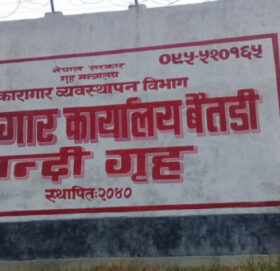 ०९५-५२०१६५
नेपाल सरकार
गृह मन्त्रालय
कारागार व्यवस्थापन विभाग
गार कार्यालय बैतडी
न्दी गृह
स्थापितः२०४०